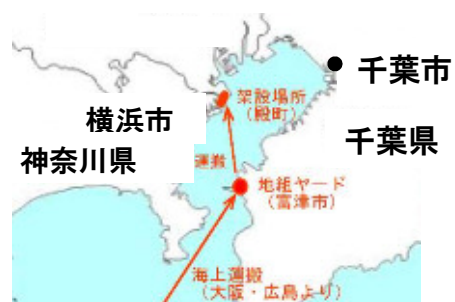 千葉市
架設場所
(殿町)
横浜市
千葉県
神奈川県
運搬
地組ヤード
(富津市)
海上運搬
(大阪・広島より)